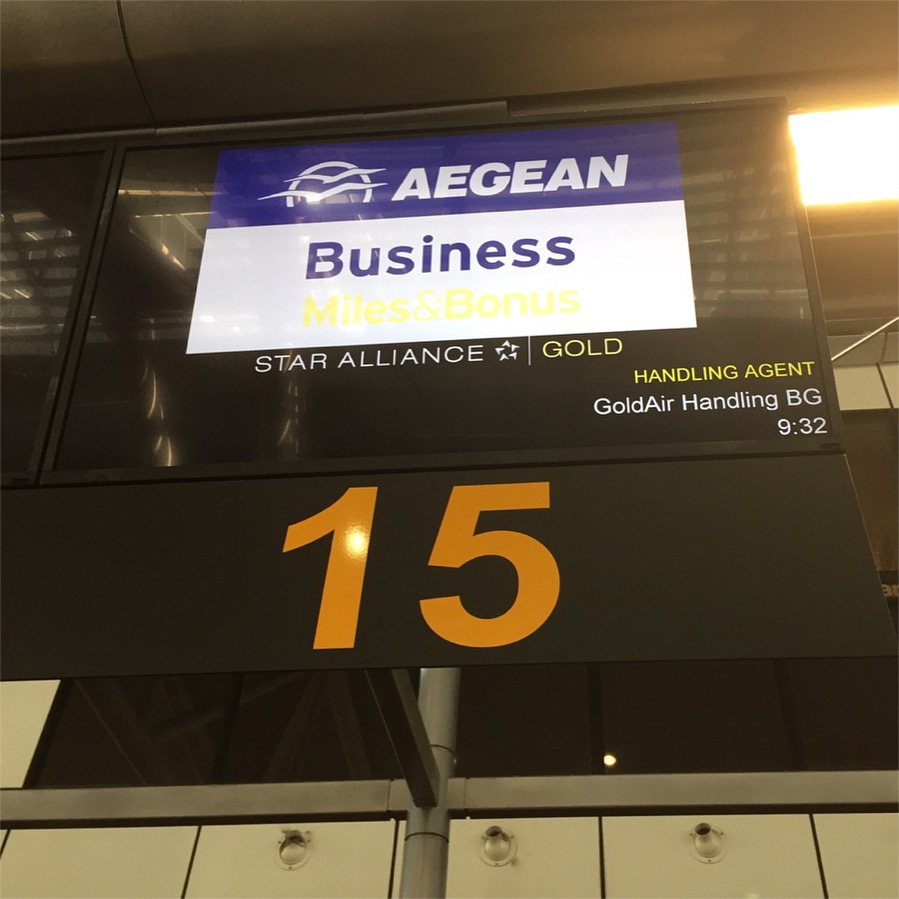 AEGEAN
Business
Miles&Bonus
STAR ALLIANCE | GOLD
HANDLING AGENT
GoldAir Handling BG
9:32
15